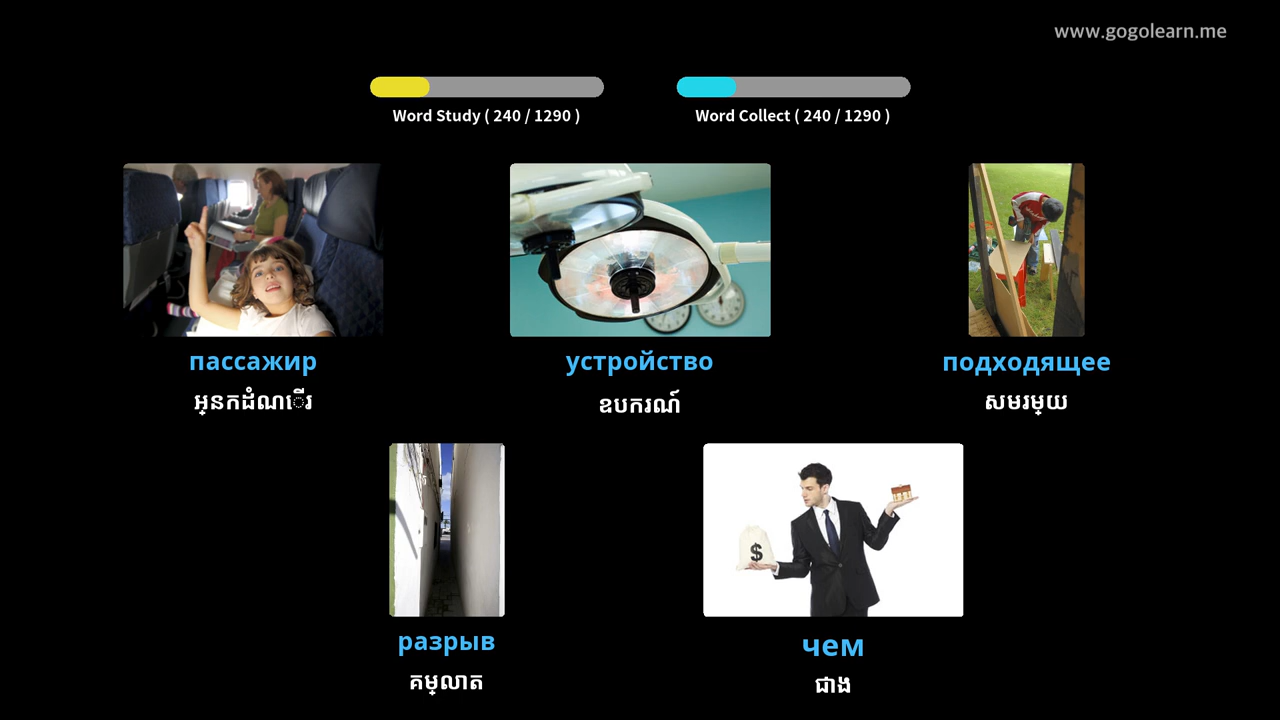 www.gogolearn.me
Word Study ( 240 / 1290 )
Word Collect ( 240 / 1290 )
пассажир
អ្នកដំណើរ
устройство
ឧបករណ៍
подходящее
សមរម្យ
разрыв
គម្លាត
чем
ជាង
$